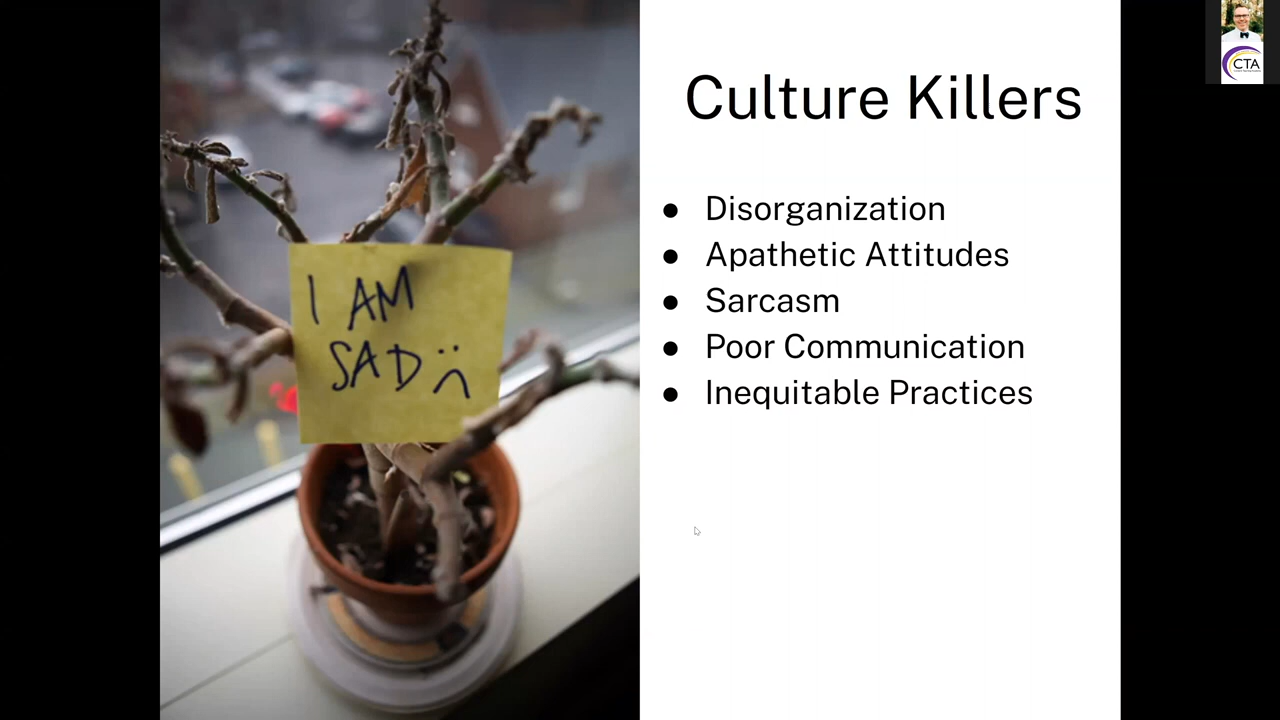 I AM
SAD
Culture Killers
● Disorganization
● Apathetic Attitudes
● Sarcasm
● Poor Communication
● Inequitable Practices
CTA